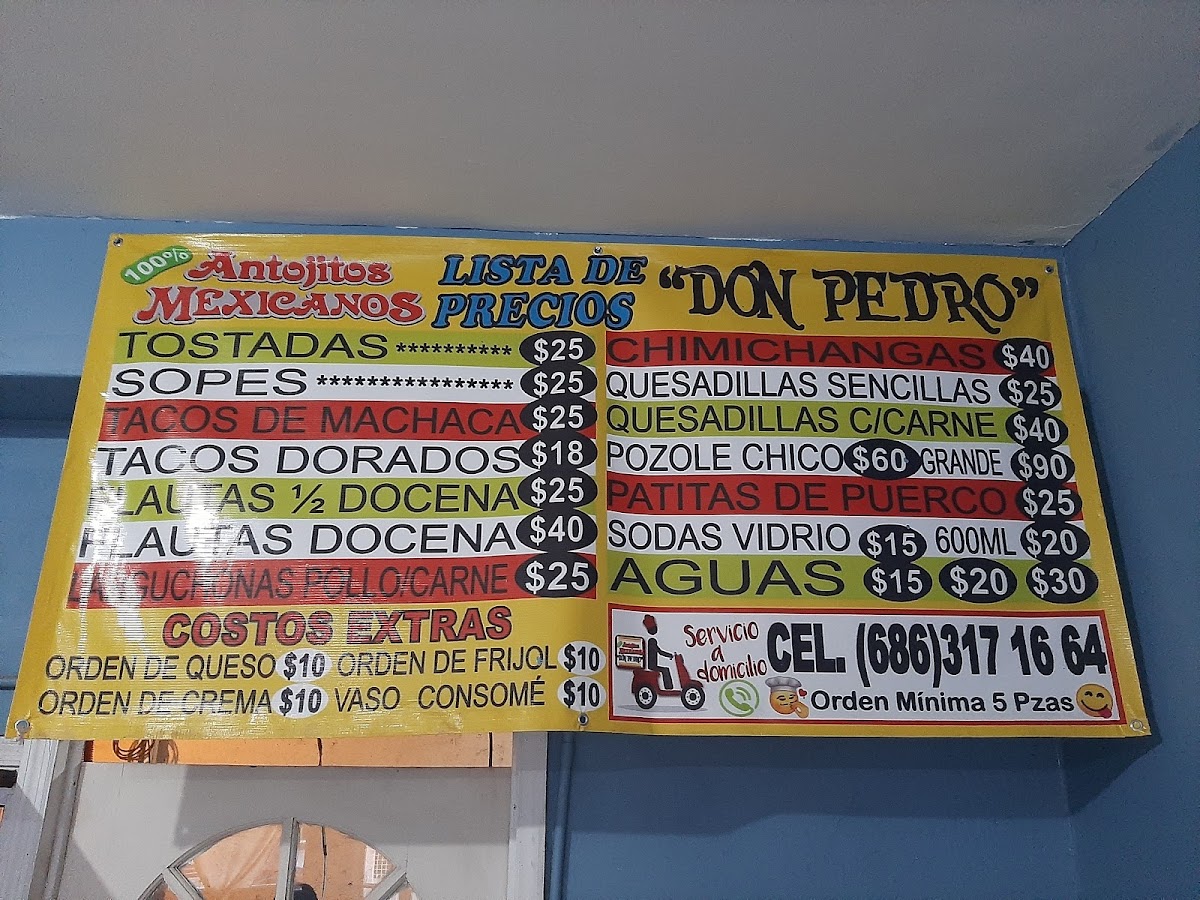 100% Antojitos
MEXICANOS
LISTA DE
PRECIOS
“DON PEDRO”
TOSTADAS ********** $25
SOPES **************** $25
TACOS DE MACHACA $25
TACOS DORADOS $18
FLAUTAS ½ DOCENA $25
FLAUTAS DOCENA $40
POLLO/CARNE $25
COSTOS EXTRAS
ORDEN DE QUESO $10 ORDEN DE FRIJOL $10
ORDEN DE CREMA $10 VASO CONSOMÉ $10
CHIMICHANGAS $40
QUESADILLAS SENCILLAS $25
QUESADILLAS C/CARNE $40
POZOLE CHICO $60 GRANDE $90
PATITAS DE PUERCO $25
SODAS VIDRIO $15 600ML $20
AGUAS $15 $20 $30
Servicio
a
domicilio
CEL. (686)317 16 64
Orden Mínima 5 Pzas